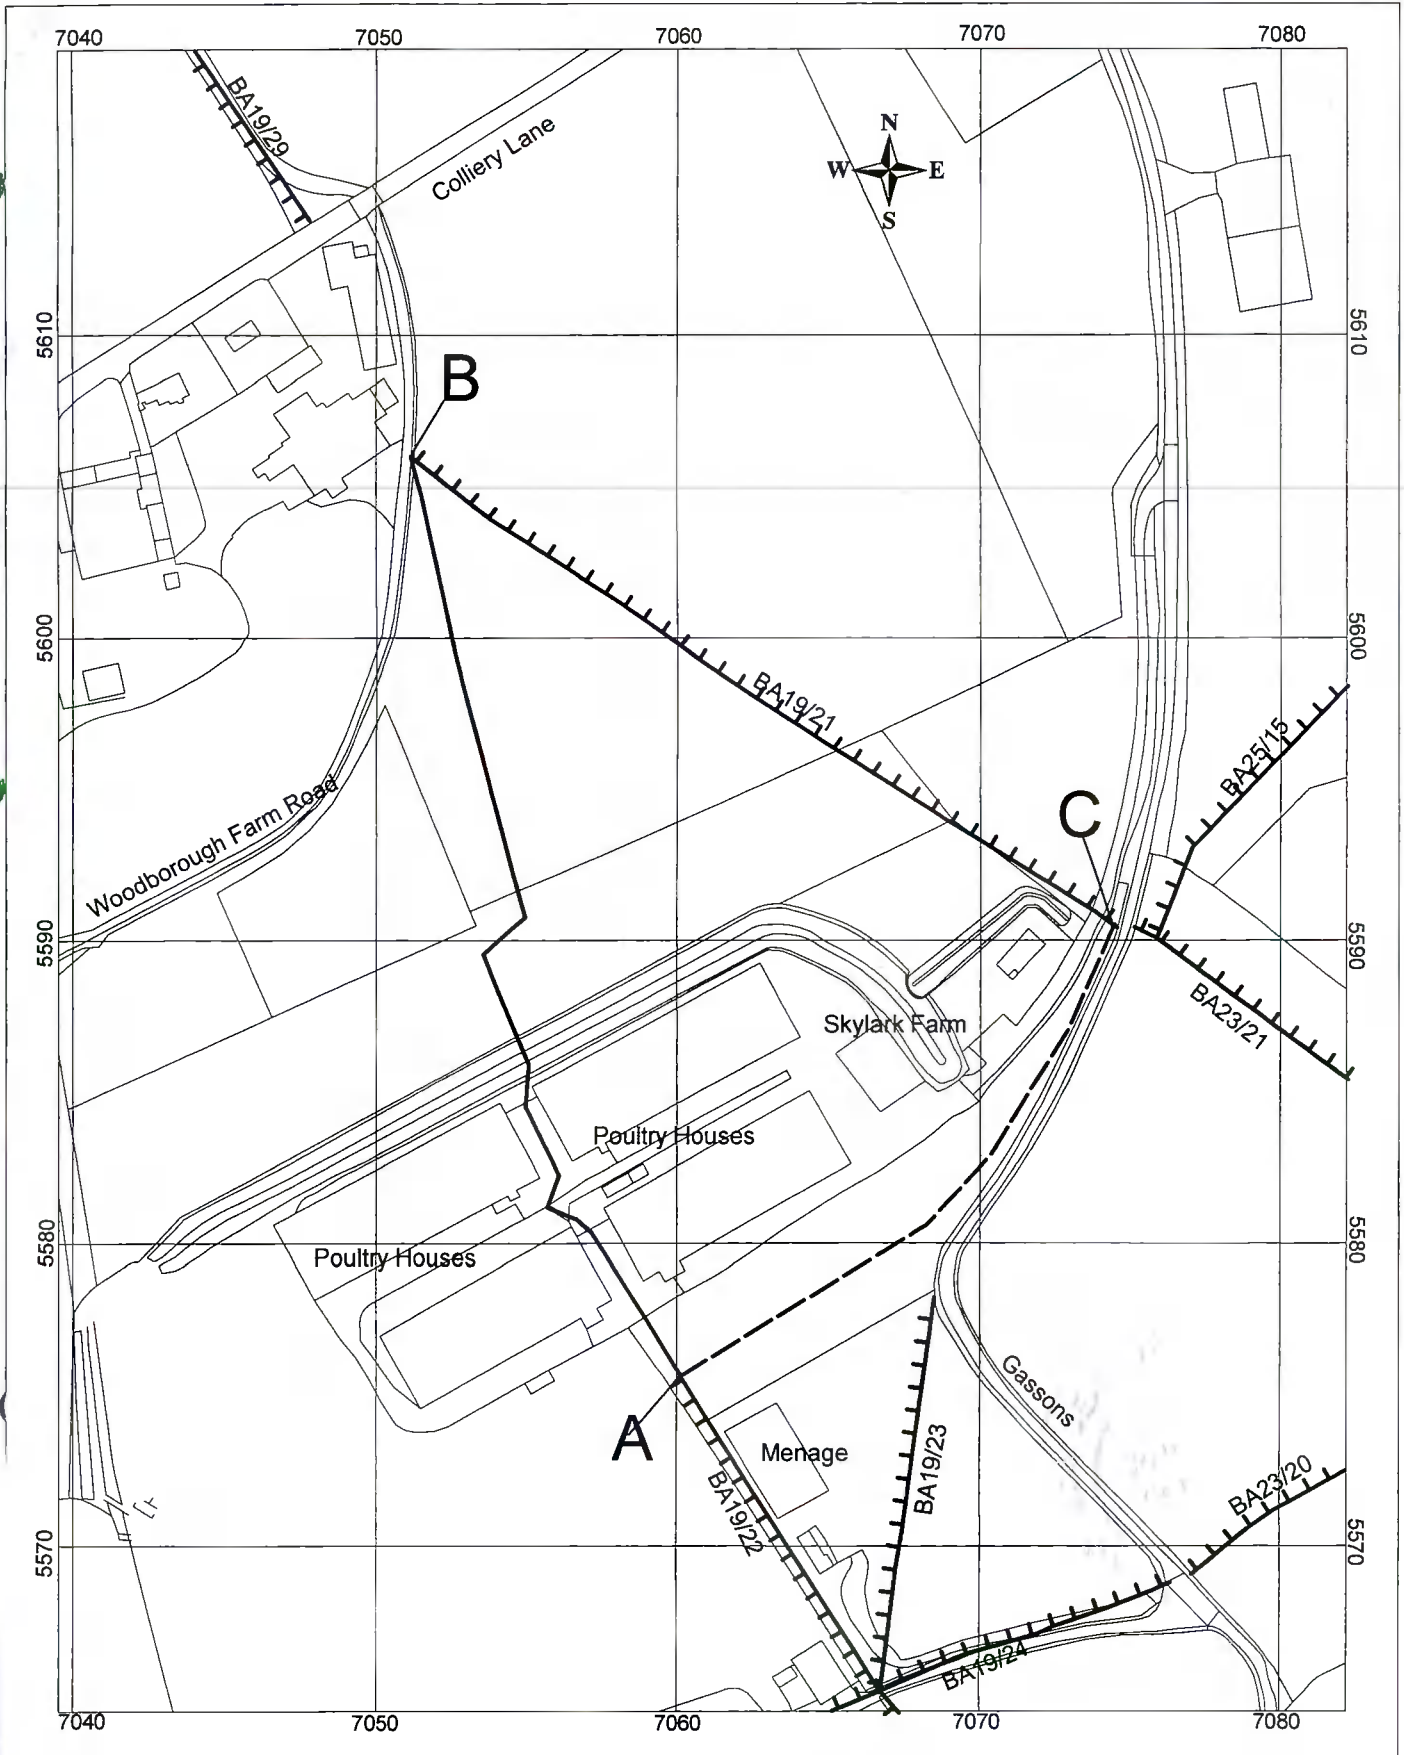 7040 7050 7060 7070 7080
BA19/29
Colliery Lane
N
W E
S
5610 5610
B
5600 5600
BA19/21
BA25/15
C
Woodborough Farm Road
5590 5590
BA23/21
Skylark Farm
Poultry Houses
5580 5580
Poultry Houses
Gassons
A
Menage
BA19/22
BA19/23
BA23/20
5570 5570
BA19/24
7040 7050 7060 7070 7080